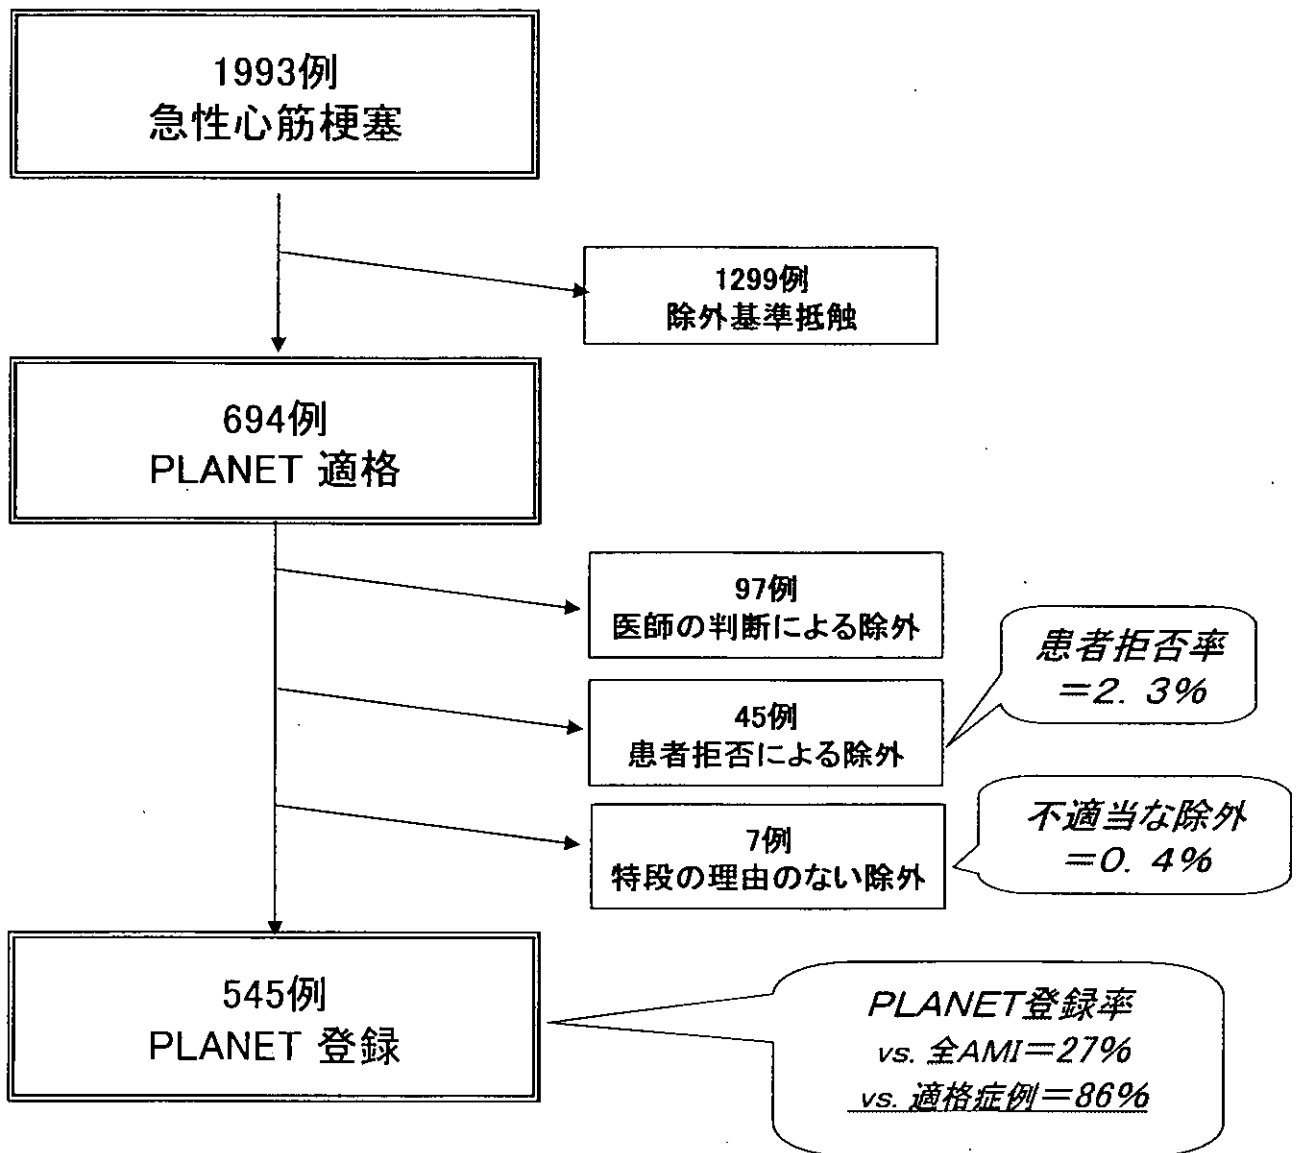 1993例
急性心筋梗塞
1299例
除外基準抵触
694例
PLANET 適格
97例
医師の判断による除外
患者拒否率
＝2．3%
45例
患者拒否による除外
不適当な除外
＝0．4%
7例
特段の理由のない除外
545例
PLANET 登録
PLANET登録率
vs. 全AMI＝27%
vs. 適格症例＝86%